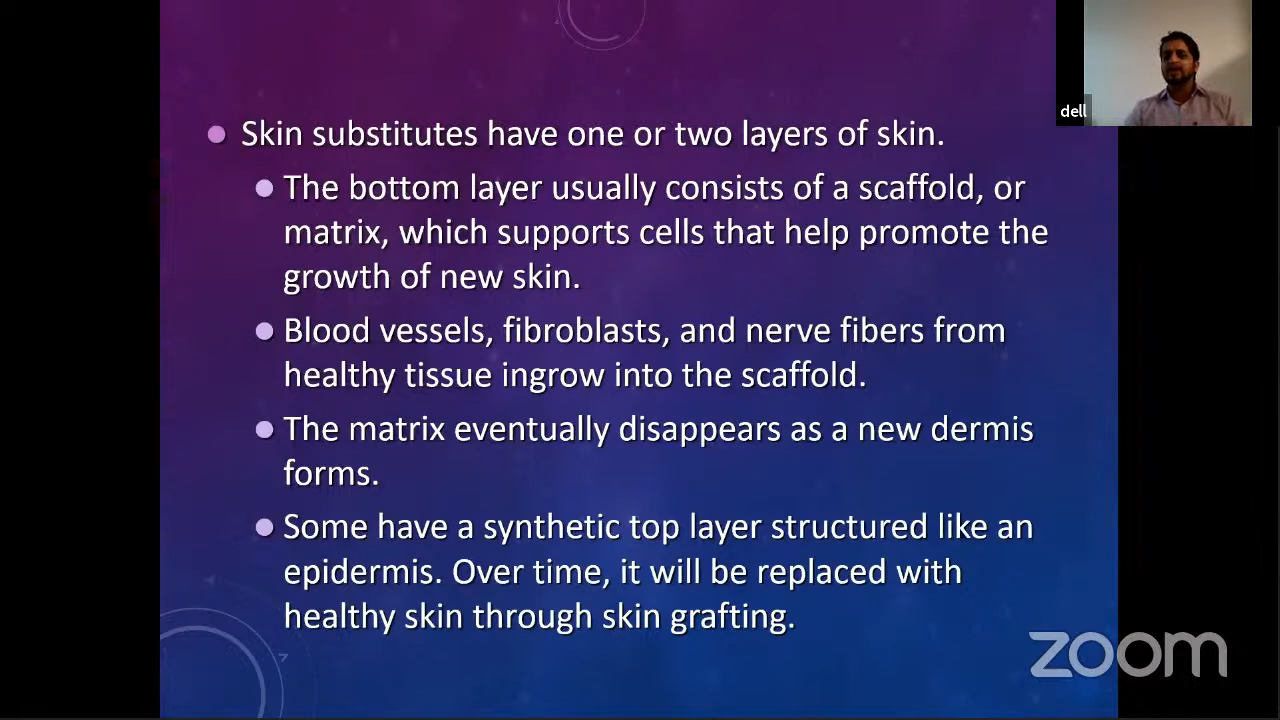 dell
● Skin substitutes have one or two layers of skin.
● The bottom layer usually consists of a scaffold, or
matrix, which supports cells that help promote the
growth of new skin.
● Blood vessels, fibroblasts, and nerve fibers from
healthy tissue ingrow into the scaffold.
● The matrix eventually disappears as a new dermis
forms.
● Some have a synthetic top layer structured like an
epidermis. Over time, it will be replaced with
healthy skin through skin grafting.
zoom